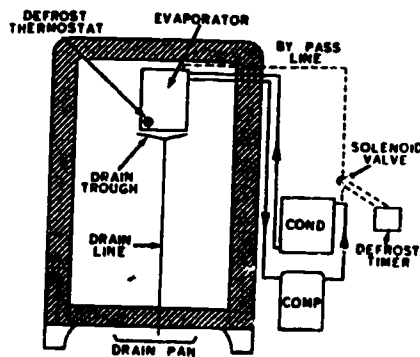 DEFROST
THERMOSTAT
EVAPORATOR
BY PASS
LINE
SOLENOID
VALVE
DRAIN
TROUGH
DRAIN
LINE
COND
DEFROST
TIMER
COMP
DRAIN PAN